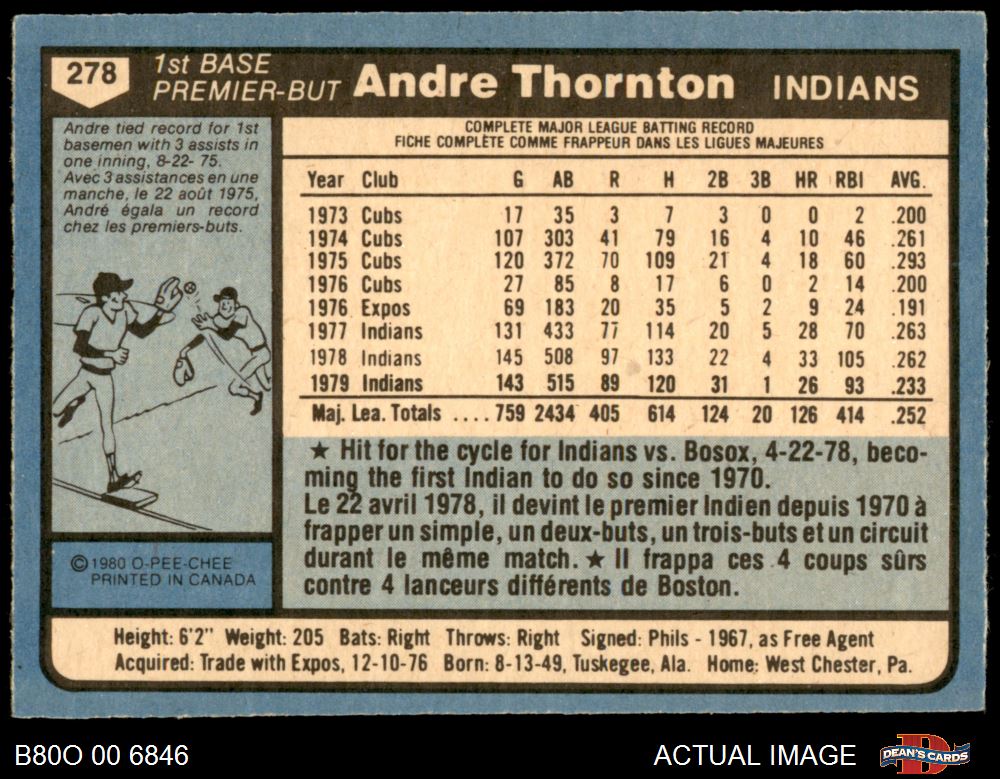 278
1st BASE
PREMIER-BUT
Andre Thornton
INDIANS
Andre tied record for 1st
basemen with 3 assists in
one inning, 8-22- 75.
Avec 3 assistances en une
manche, le 22 août 1975,
André égala un record
chez les premiers-buts.
COMPLETE MAJOR LEAGUE BATTING RECORD
FICHE COMPLÈTE COMME FRAPPEUR DANS LES LIGUES MAJEURES
Year Club G AB R H 2B 3B HR RBI AVG.
1973 Cubs 17 35 3 7 3 0 0 2 .200
1974 Cubs 107 303 41 79 16 4 10 46 .261
1975 Cubs 120 372 70 109 21 4 18 60 .293
1976 Cubs 27 85 8 17 6 0 2 14 .200
1976 Expos 69 183 20 35 5 2 9 24 .191
1977 Indians 131 433 77 114 20 5 28 70 .263
1978 Indians 145 508 97 133 22 4 33 105 .262
1979 Indians 143 515 89 120 31 1 26 93 .233
Maj. Lea. Totals .... 759 2434 405 614 124 20 126 414 .252
★ Hit for the cycle for Indians vs. Bosox, 4-22-78, beco-
ming the first Indian to do so since 1970.
Le 22 avril 1978, il devint le premier Indien depuis 1970 à
frapper un simple, un deux-buts, un trois-buts et un circuit
durant le même match. ★ Il frappa ces 4 coups sûrs
contre 4 lanceurs différents de Boston.
©1980 O-PEE-CHEE
PRINTED IN CANADA
Height: 6'2" Weight: 205 Bats: Right Throws: Right Signed: Phils - 1967, as Free Agent
Acquired: Trade with Expos, 12-10-76 Born: 8-13-49, Tuskegee, Ala. Home: West Chester, Pa.
B80O 00 6846
ACTUAL IMAGE
D
DEAN'S CARDS